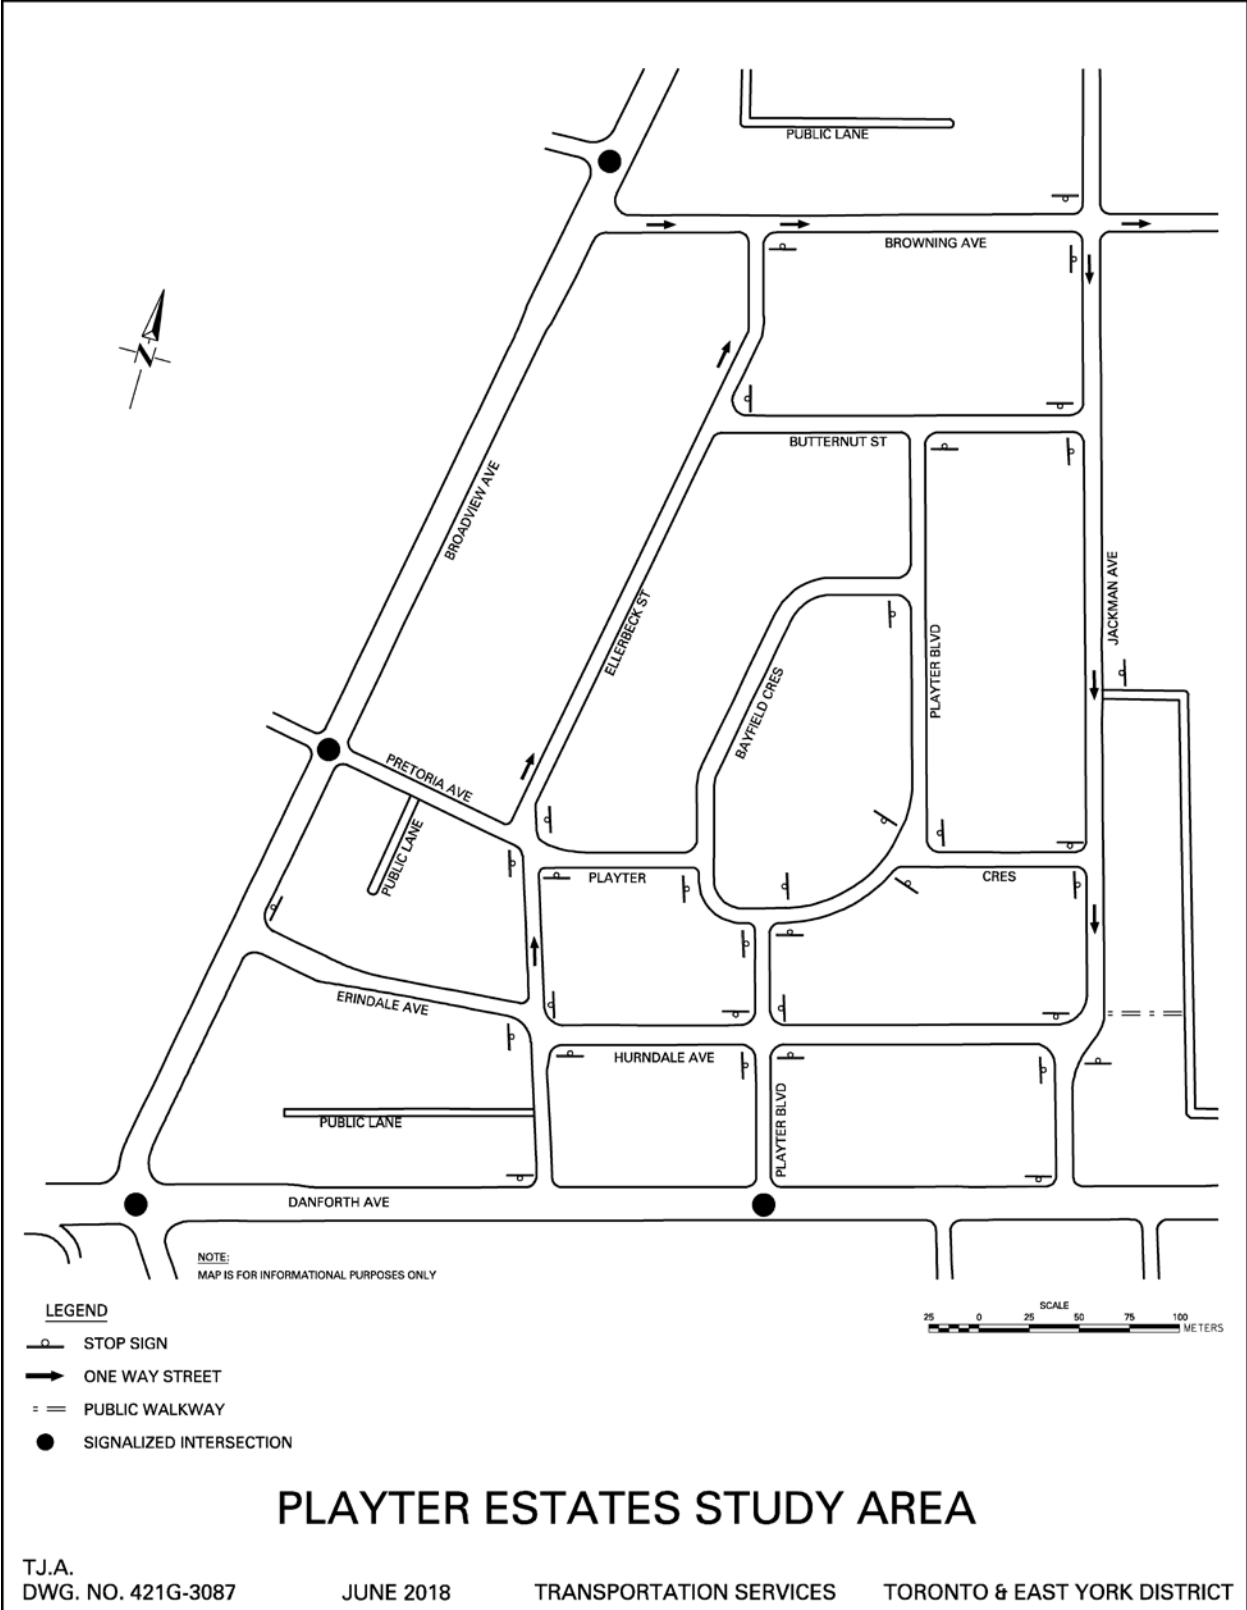 PUBLIC LANE
BROWNING AVE
N
BUTTERNUT ST
BROADVIEW AVE
ELLERBECK ST
JACKMAN AVE
PLAYTER BLVD
BAYFIELD CRES
PRETORIA AVE
PUBLIC LANE
PLAYTER
CRES
ERINDALE AVE
HURNDALE AVE
PLAYTER BLVD
PUBLIC LANE
DANFORTH AVE
NOTE:
MAP IS FOR INFORMATIONAL PURPOSES ONLY
LEGEND
STOP SIGN
ONE WAY STREET
PUBLIC WALKWAY
SIGNALIZED INTERSECTION
SCALE
25 0 25 50 75 100
METERS
PLAYTER ESTATES STUDY AREA
TJ.A.
DWG. NO. 421G-3087 JUNE 2018 TRANSPORTATION SERVICES TORONTO & EAST YORK DISTRICT